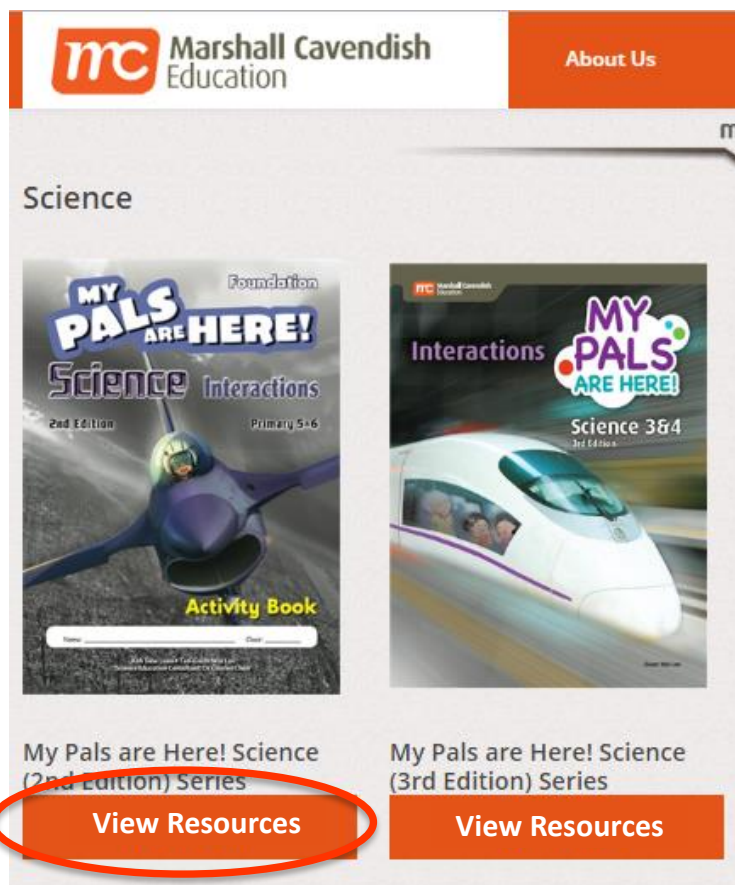 mc Marshall Cavendish
Education
About Us
m
Science
Foundation
MY
PALS
ARE HERE!
Science Interactions
2nd Edition Primary 5&6
Activity Book
Name: Class:
mc Marshall Cavendish
Education
Interactions
MY
PALS
ARE HERE!
Science 3&4
3rd Edition
My Pals are Here! Science
(2nd Edition) Series
View Resources
My Pals are Here! Science
(3rd Edition) Series
View Resources